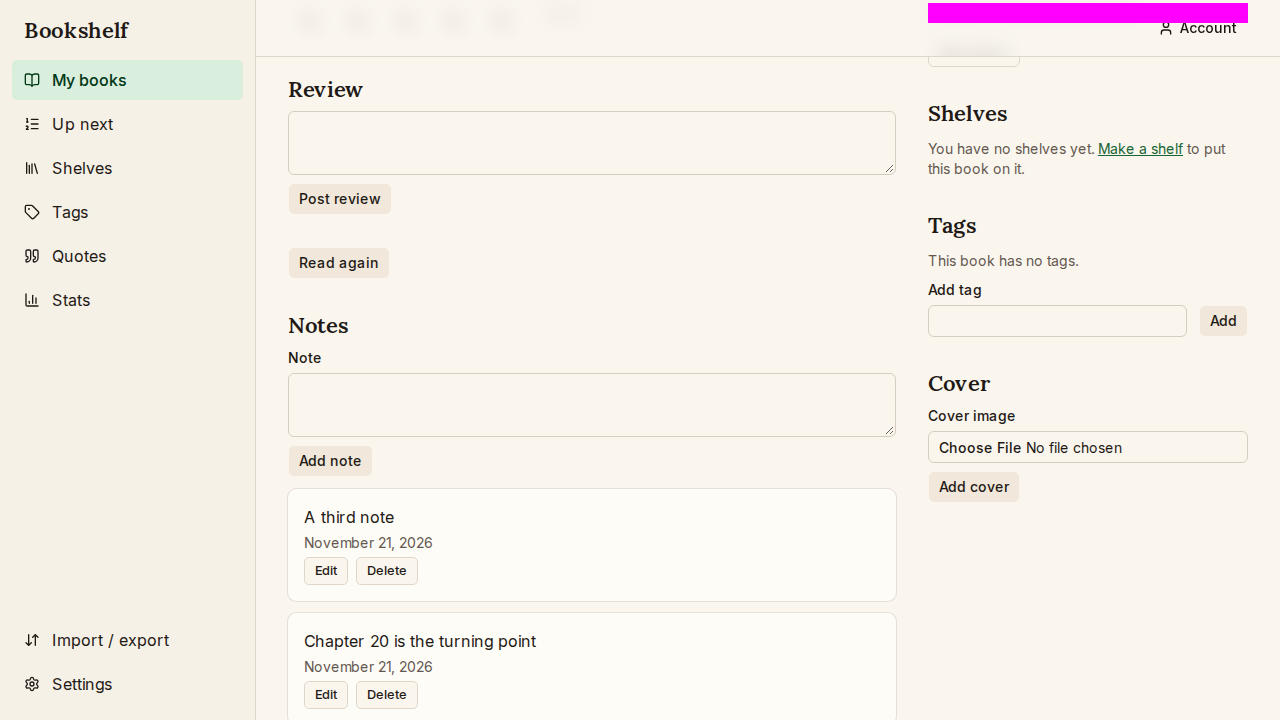 Bookshelf
My books
Up next
Shelves
Tags
Quotes
Stats
Import / export
Settings
Account
Review
Post review
Read again
Notes
Note
Add note
A third note
November 21, 2026
Edit
Delete
Chapter 20 is the turning point
November 21, 2026
Edit
Delete
Shelves
You have no shelves yet. Make a shelf to put
this book on it.
Tags
This book has no tags.
Add tag
Add
Cover
Cover image
Choose File No file chosen
Add cover